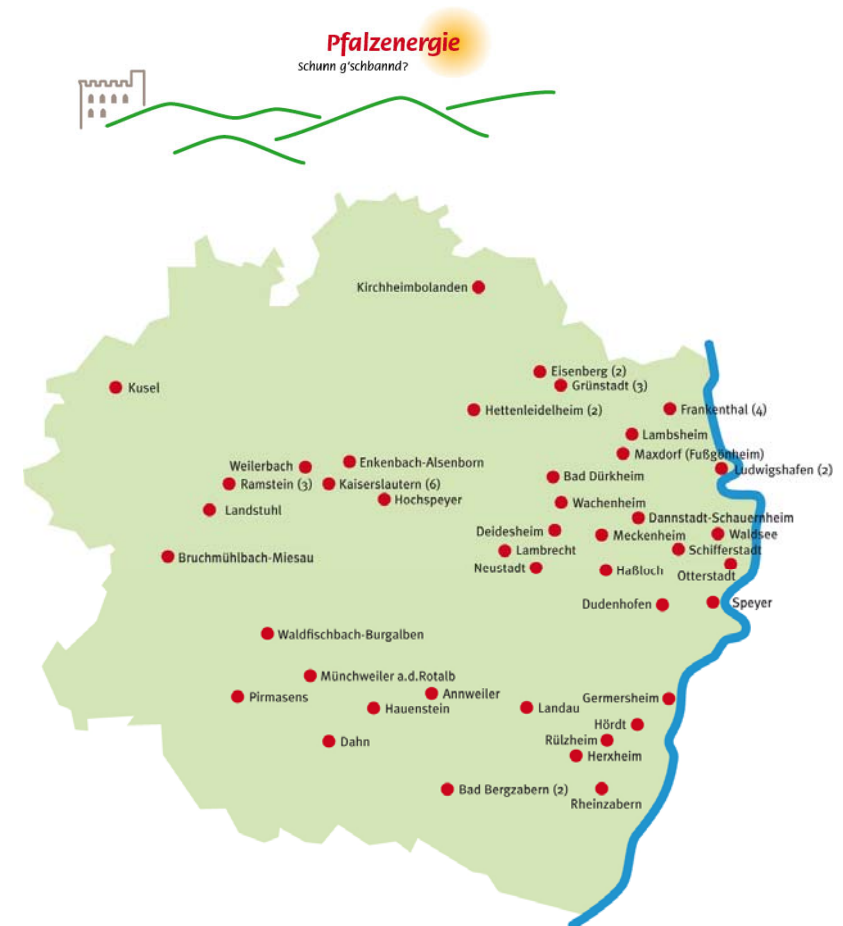 Pfalzenergie
Schunn g'schbannd?
Kirchheimbolanden
Eisenberg (2)
Kusel
Grünstadt (3)
Hettenleidelheim (2)
Frankenthal (4)
Lambsheim
Maxdorf (Fußgönheim)
Weilerbach
Enkenbach-Alsenborn
Ludwigshafen (2)
Bad Dürkheim
Ramstein (3)
Kaiserslautern (6)
Hochspeyer
Wachenheim
Landstuhl
Dannstadt-Schauernheim
Deidesheim
Meckenheim
Waldsee
Lambrecht
Schifferstadt
Bruchmühlbach-Miesau
Neustadt
Haßloch
Otterstadt
Dudenhofen
Speyer
Waldfischbach-Burgalben
Münchweiler a.d.Rotalb
Annweiler
Pirmasens
Germersheim
Hauenstein
Landau
Hördt
Dahn
Rülzheim
Herxheim
Bad Bergzabern (2)
Rheinzabern